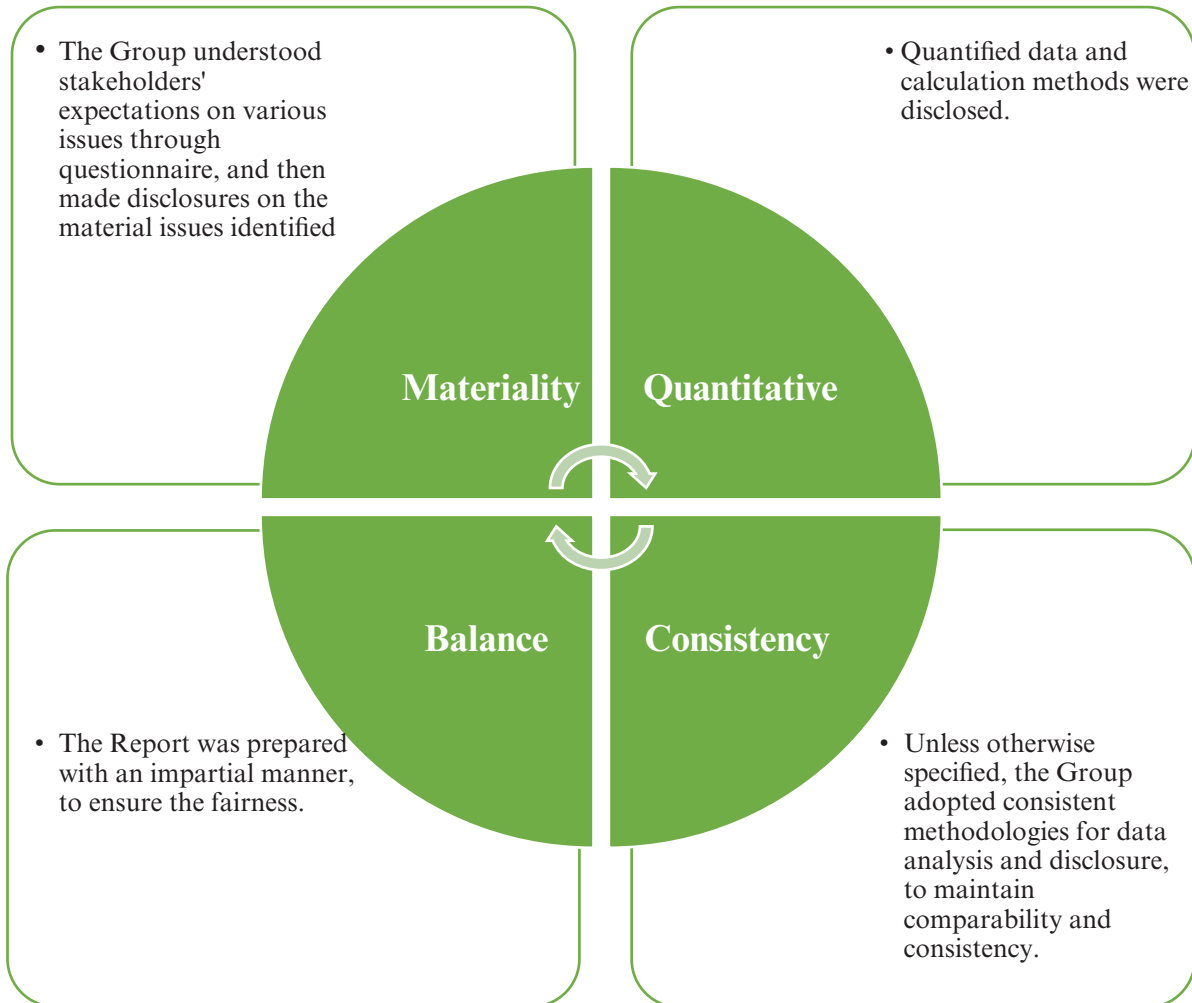 • The Group understood
stakeholders'
expectations on various
issues through
questionnaire, and then
made disclosures on the
material issues identified
• Quantified data and
calculation methods were
disclosed.
Materiality
Quantitative
Balance
Consistency
• The Report was prepared
with an impartial manner,
to ensure the fairness.
• Unless otherwise
specified, the Group
adopted consistent
methodologies for data
analysis and disclosure,
to maintain
comparability and
consistency.